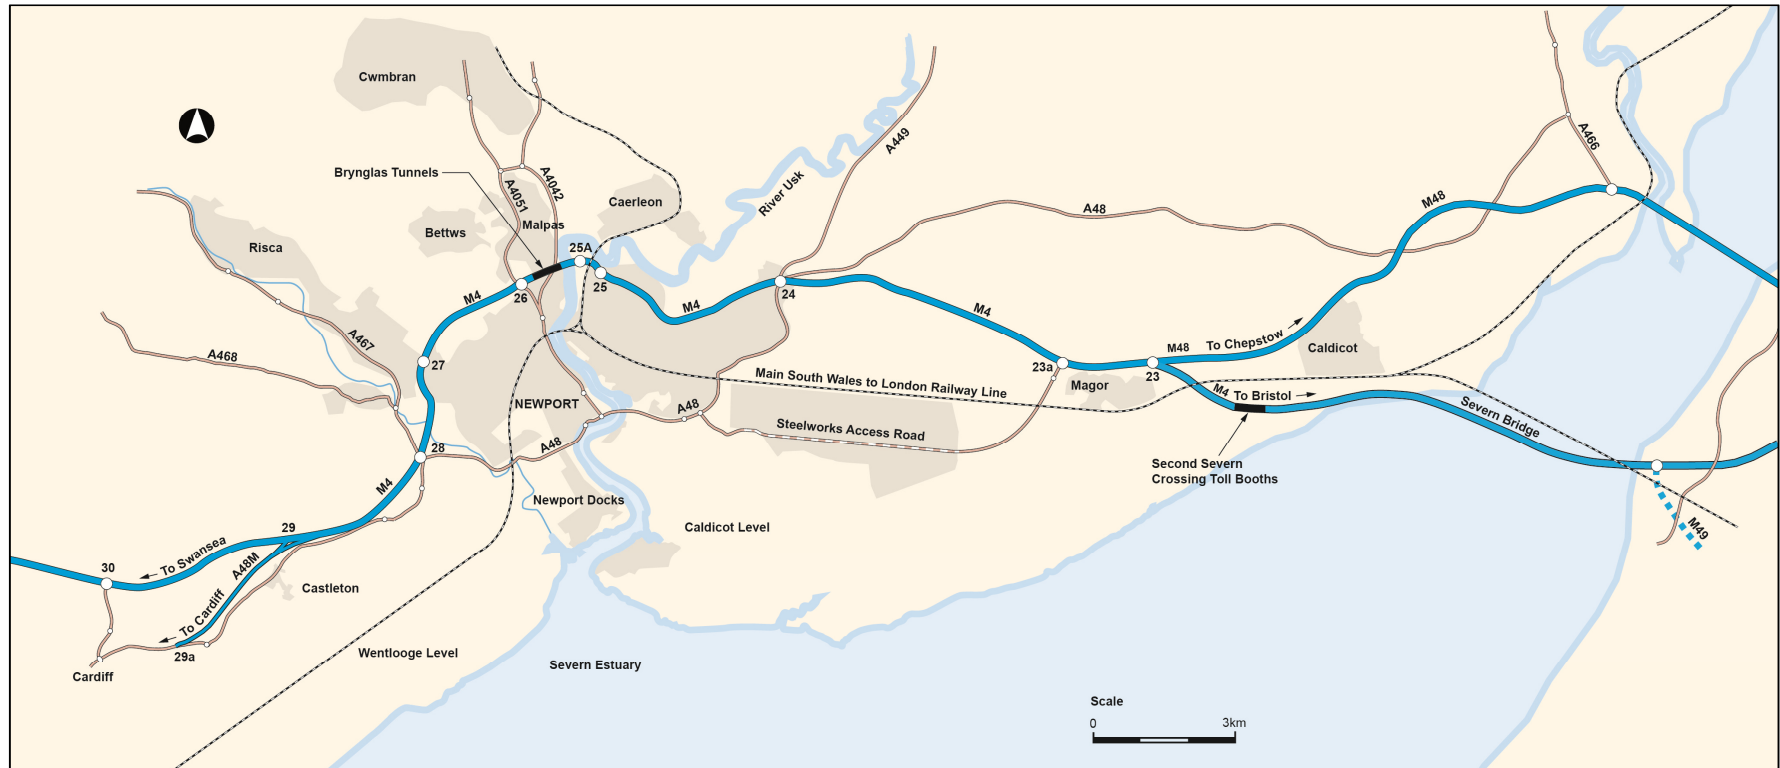 Cwmbran
Brynglas Tunnels
A4051
A4042
Malpas
Caerleon
River Usk
A449
A466
Bettws
Risca
25A
25
26
M4
M4
24
A48
M48
M4
A467
A468
27
28
NEWPORT
Main South Wales to London Railway Line
23a
Magor
M48
23
To Chepstow
Caldicot
M4
To Bristol
Severn Bridge
A48
A48
Steelworks Access Road
Second Severn
Crossing Toll Booths
M4
Newport Docks
Caldicot Level
M49
29
To Swansea
A48M
30
Castleton
To Cardiff
29a
Cardiff
Wentlooge Level
Severn Estuary
Scale
0
3km